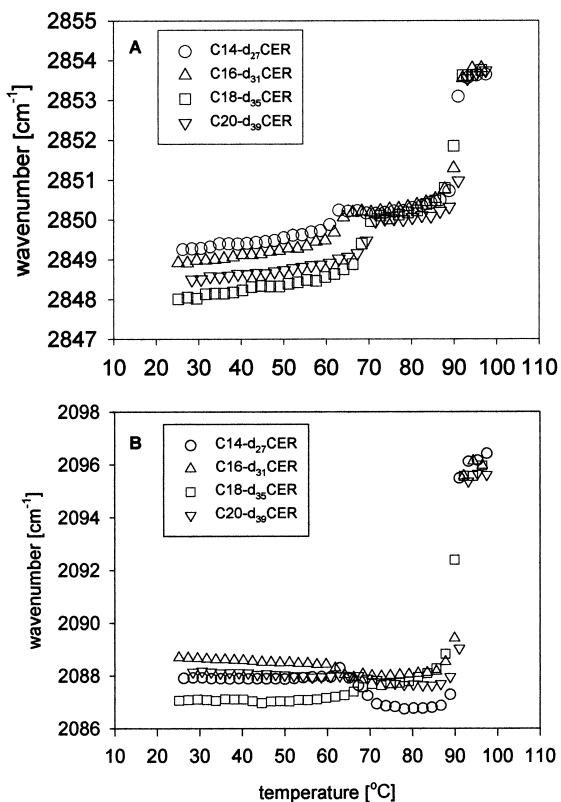 2855
2854
2853
2852
2851
2850
2849
2848
2847
wavenumber [cm⁻¹]
A
C14-d₂₇CER
C16-d₃₁CER
C18-d₃₅CER
C20-d₃₉CER
10 20 30 40 50 60 70 80 90 100 110
2098
2096
2094
2092
2090
2088
2086
wavenumber [cm⁻¹]
B
C14-d₂₇CER
C16-d₃₁CER
C18-d₃₅CER
C20-d₃₉CER
10 20 30 40 50 60 70 80 90 100 110
temperature [°C]